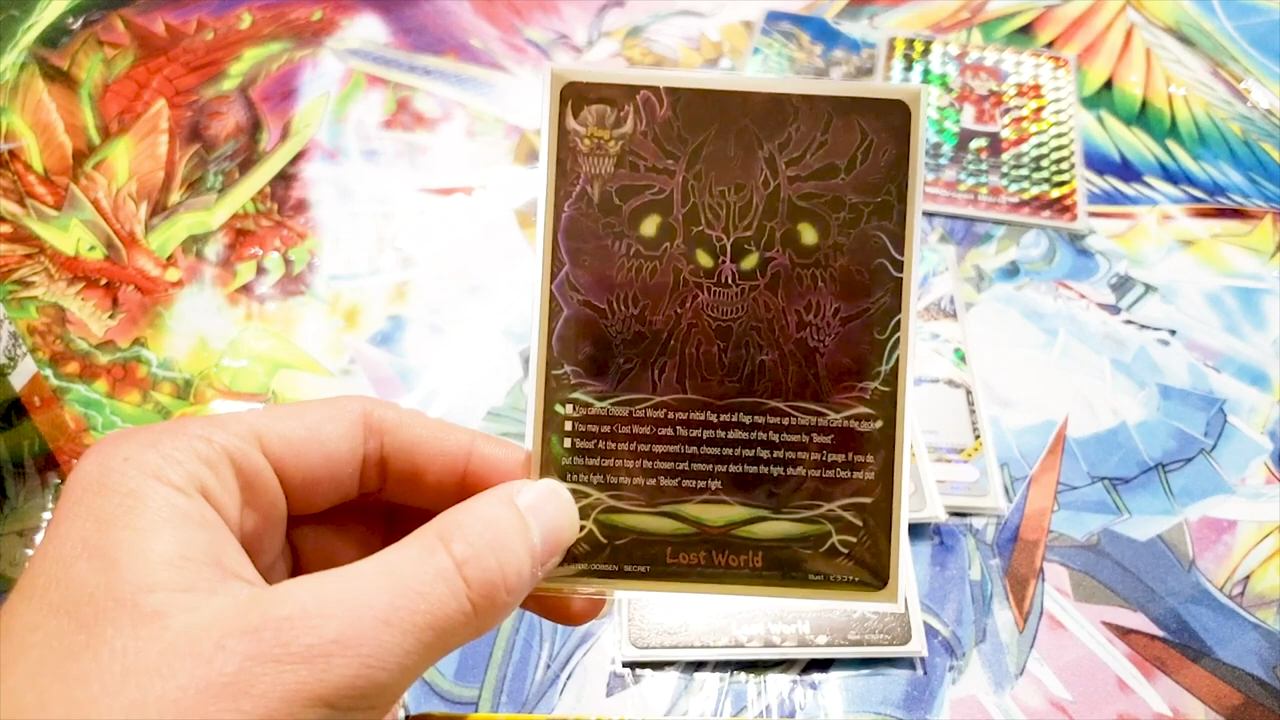 Flag
■ You cannot choose "Lost World" as your initial flag, and all flags may have up to two of this card in the deck.
■ You may use <Lost World> cards. This card gets the abilities of the flag chosen by "Belost".
■ "Belost" At the end of your opponent's turn, choose one of your flags, and you may pay 2 gauge. If you do,
put this hand card on top of the chosen card, remove your deck from the fight, shuffle your Lost Deck and put
it in the fight. You may only use "Belost" once per fight.
Lost World
SECRET
Illust
Lost World